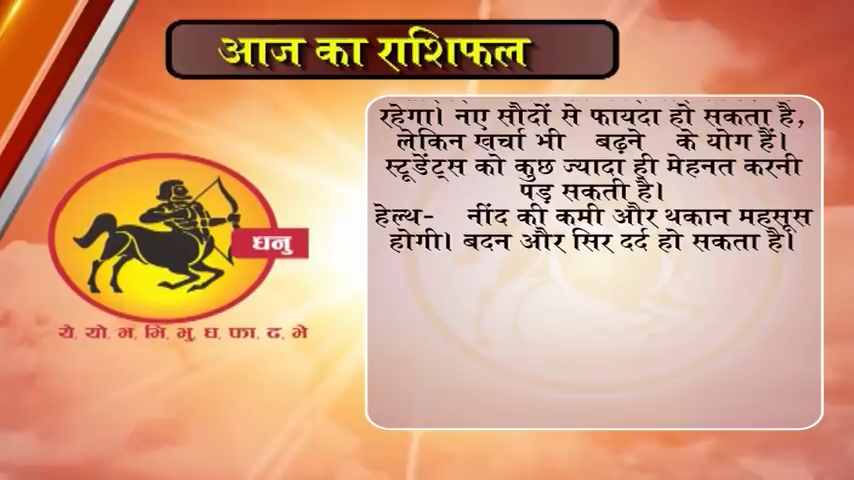 आज का राशिफल
रहेगा। नए सौदों से फायदा हो सकता है,
लेकिन खर्चा भी बढ़ने के योग हैं।
स्टूडेंट्स को कुछ ज्यादा ही मेहनत करनी
पड़ सकती है।
हेल्थ- नींद की कमी और थकान महसूस
होगी। बदन और सिर दर्द हो सकता है।
धनु
ये, यो, भ, भि, भु, ध, फा, ढ, भे